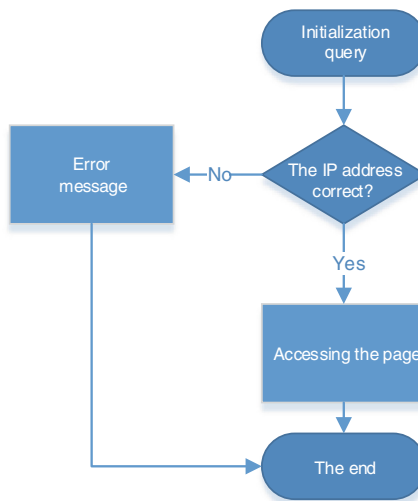 Initialization
query
The IP address
correct?
No
Error
message
Yes
Accessing the page
The end